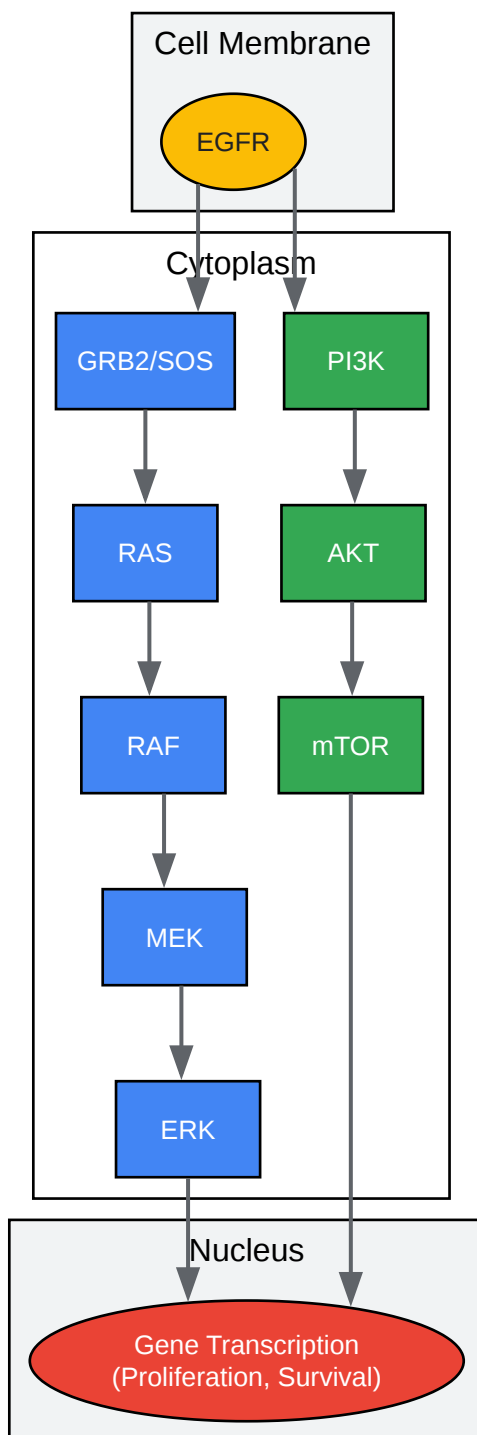 Cell Membrane
EGFR
Cytoplasm
GRB2/SOS
PI3K
RAS
AKT
RAF
mTOR
MEK
ERK
Nucleus
Gene Transcription
(Proliferation, Survival)